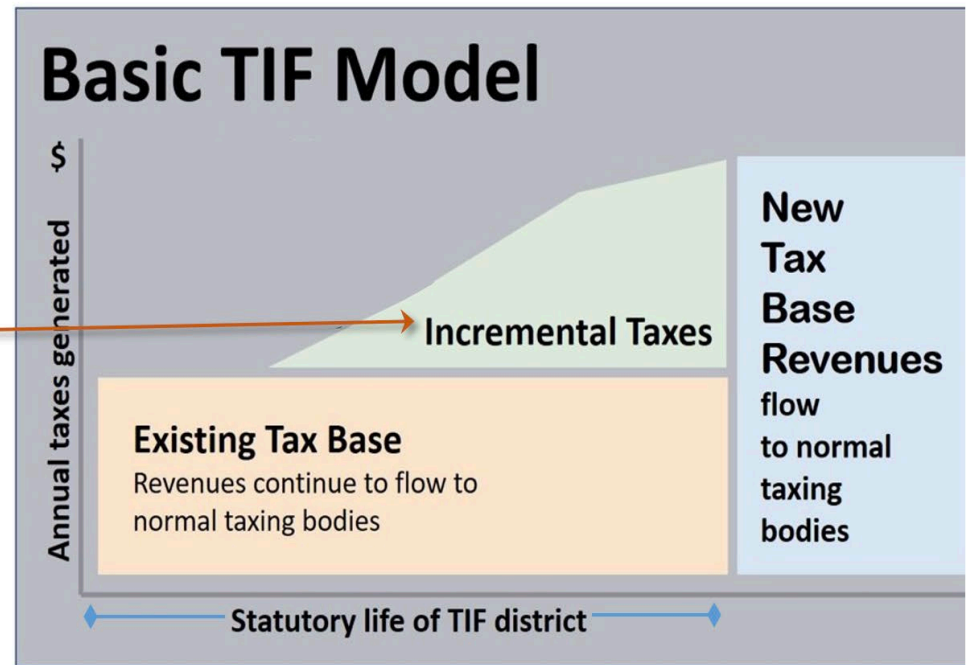 Basic TIF Model
$
Annual taxes generated
Incremental Taxes
Existing Tax Base
Revenues continue to flow to
normal taxing bodies
New
Tax
Base
Revenues
flow
to normal
taxing
bodies
Statutory life of TIF district